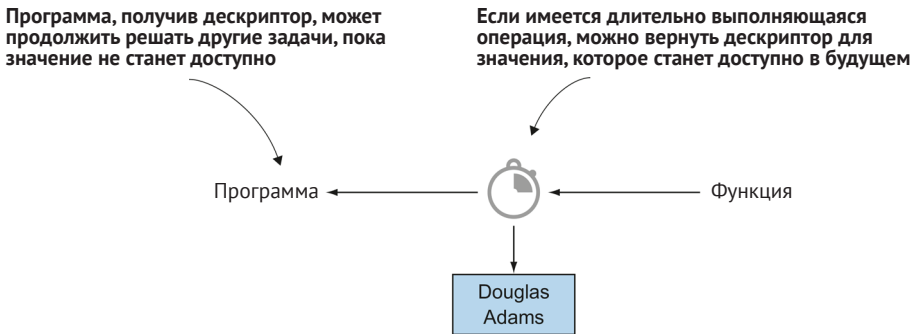 Программа, получив дескриптор, может
продолжить решать другие задачи, пока
значение не станет доступно
Если имеется длительно выполняющаяся
операция, можно вернуть дескриптор для
значения, которое станет доступно в будущем
Программа
Функция
Douglas
Adams